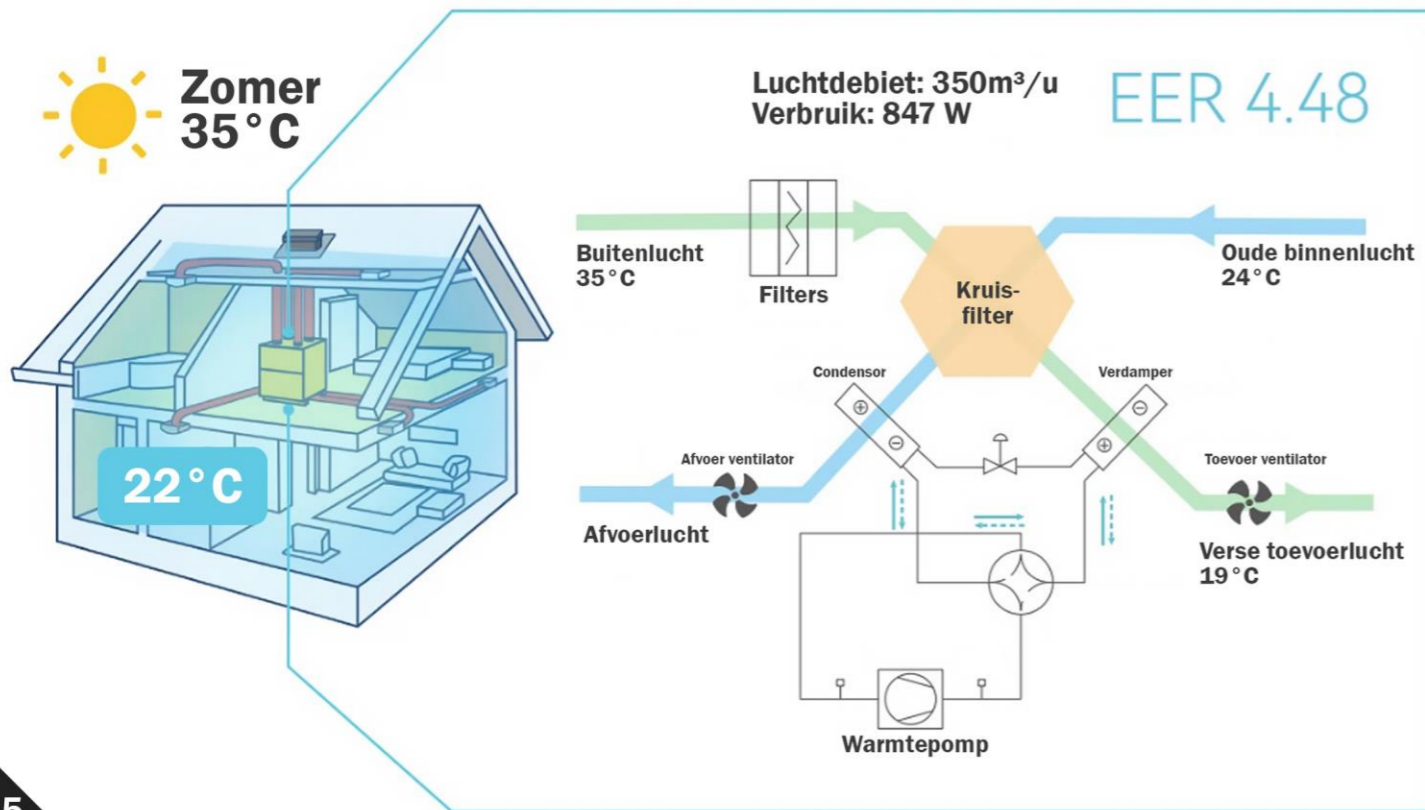 Zomer
35°C
Luchtdebiet: 350m³/u
Verbruik: 847 W
EER 4.48
Buitenlucht
35°C
Filters
Kruis-
filter
Oude binnenlucht
24°C
Condensor
Verdamper
22°C
Afvoer ventilator
Afvoerlucht
Toevoer ventilator
Verse toevoerlucht
19°C
Warmtepomp
5